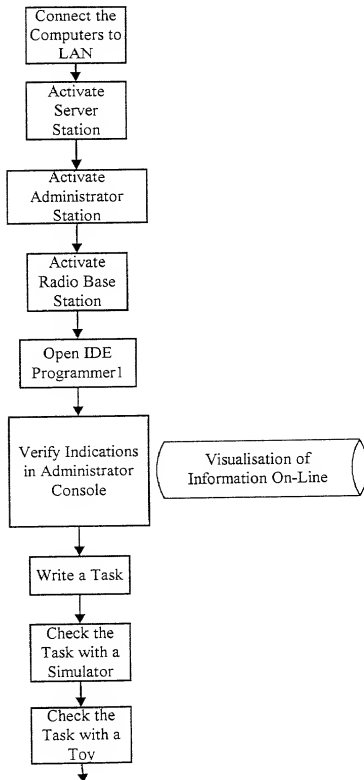 Connect the
Computers to
LAN
Activate
Server
Station
Activate
Administrator
Station
Activate
Radio Base
Station
Open IDE
Programmer1
Verify Indications
in Administrator
Console
Visualisation of
Information On-Line
Write a Task
Check the
Task with a
Simulator
Check the
Task with a
Toy